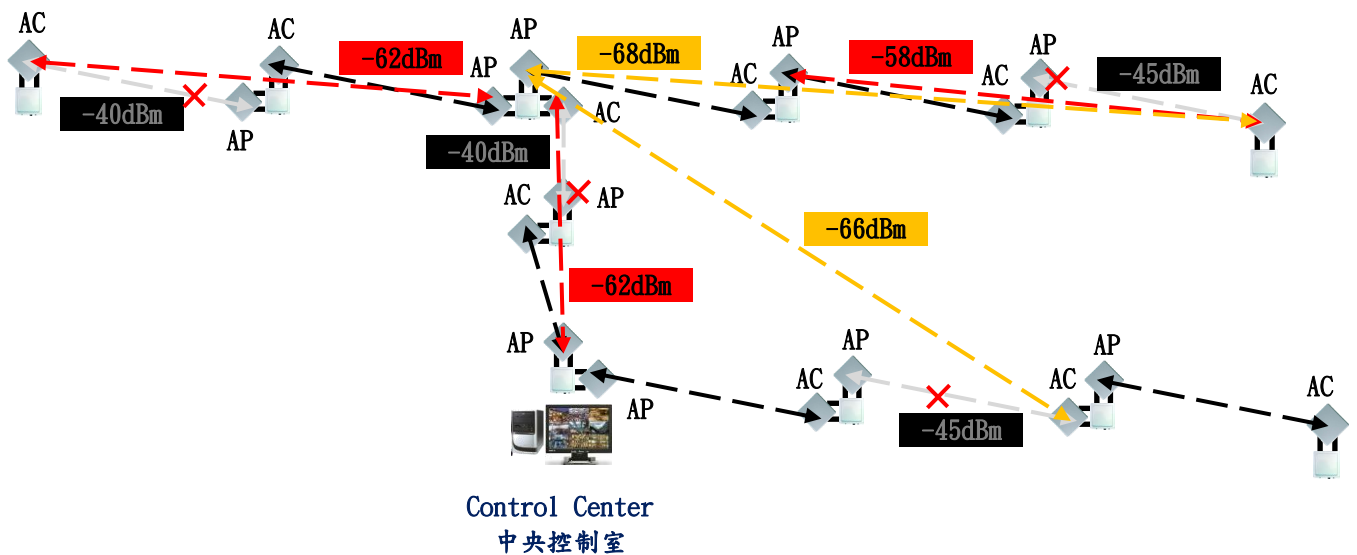 AC
AC
AP
AP
AP
AC
-62dBm
-68dBm
-58dBm
-45dBm
AP
AC
AC
-40dBm
AP
AC
-40dBm
AC
AP
-66dBm
-62dBm
AP
AP
AP
AC
AC
AC
AP
-45dBm
Control Center
中央控制室